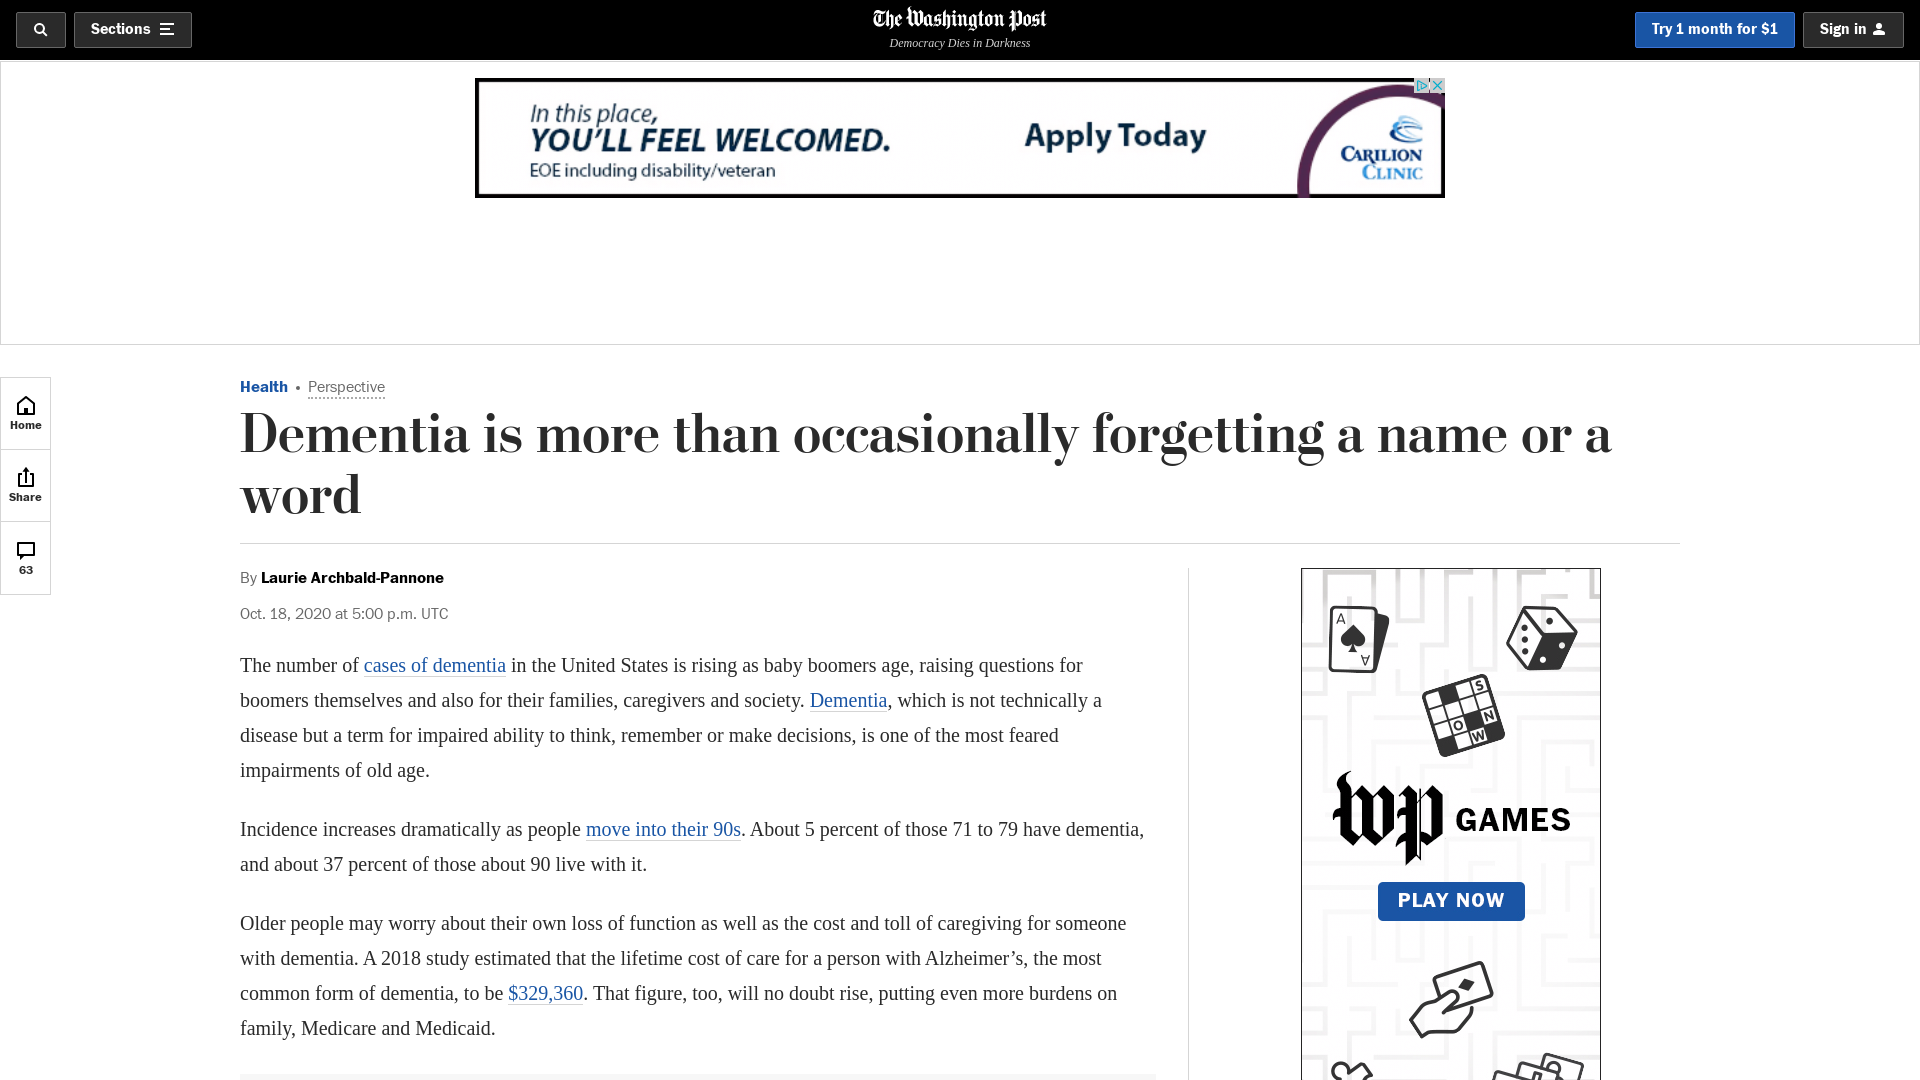 Sections
The Washington Post
Democracy Dies in Darkness
Try 1 month for $1
Sign in
In this place,
YOU'LL FEEL WELCOMED.
EOE including disability/veteran
Apply Today
CARILION
CLINIC
Home
Share
63
Health • Perspective
Dementia is more than occasionally forgetting a name or a
word
By Laurie Archbald-Pannone
Oct. 18, 2020 at 5:00 p.m. UTC
The number of cases of dementia in the United States is rising as baby boomers age, raising questions for
boomers themselves and also for their families, caregivers and society. Dementia, which is not technically a
disease but a term for impaired ability to think, remember or make decisions, is one of the most feared
impairments of old age.
Incidence increases dramatically as people move into their 90s. About 5 percent of those 71 to 79 have dementia,
and about 37 percent of those about 90 live with it.
Older people may worry about their own loss of function as well as the cost and toll of caregiving for someone
with dementia. A 2018 study estimated that the lifetime cost of care for a person with Alzheimer’s, the most
common form of dementia, to be $329,360. That figure, too, will no doubt rise, putting even more burdens on
family, Medicare and Medicaid.
A
A
S
O N
W
wp GAMES
PLAY NOW